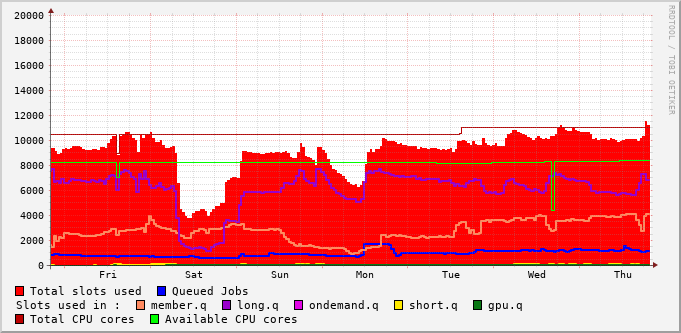 20000
18000
16000
14000
12000
10000
8000
6000
4000
2000
0
Fri Sat Sun Mon Tue Wed Thu
RRDTOOL / TOBI OETIKER
Total slots used Queued Jobs
Slots used in : member.q long.q ondemand.q short.q gpu.q
Total CPU cores Available CPU cores